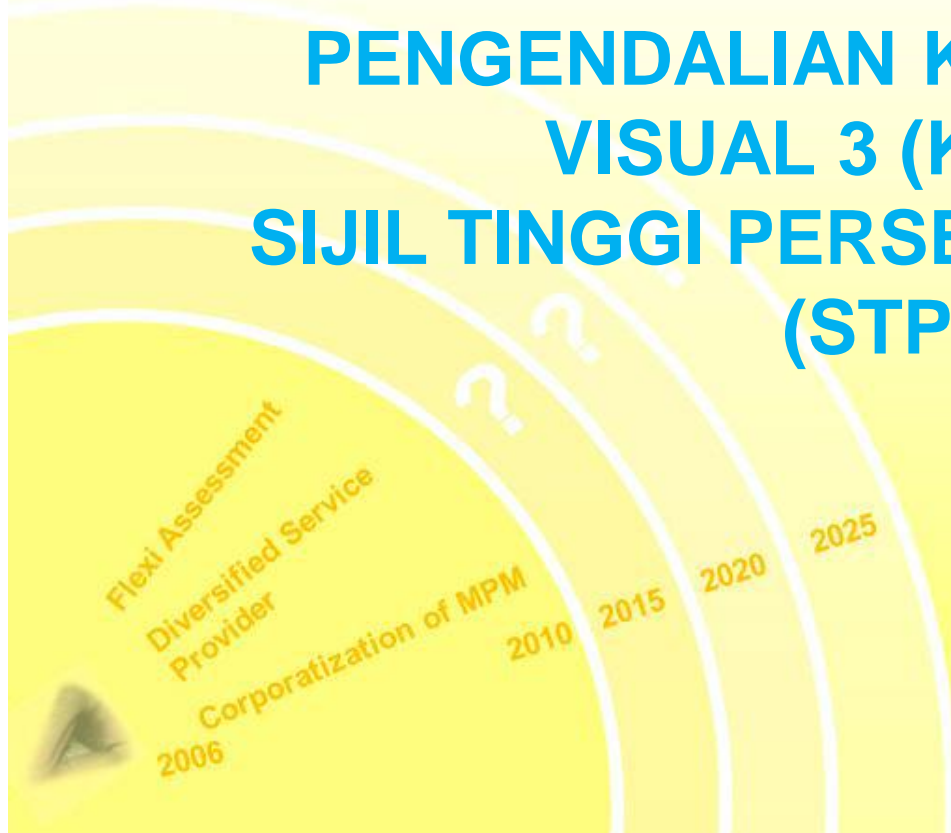 PENGENDALIAN
VISUAL 3 (
SIJIL TINGGI
(STP
?
?
Flexi Assessment
Diversified Service
Provider
Corporatization of MPM
2006
2010
2015
2020
2025